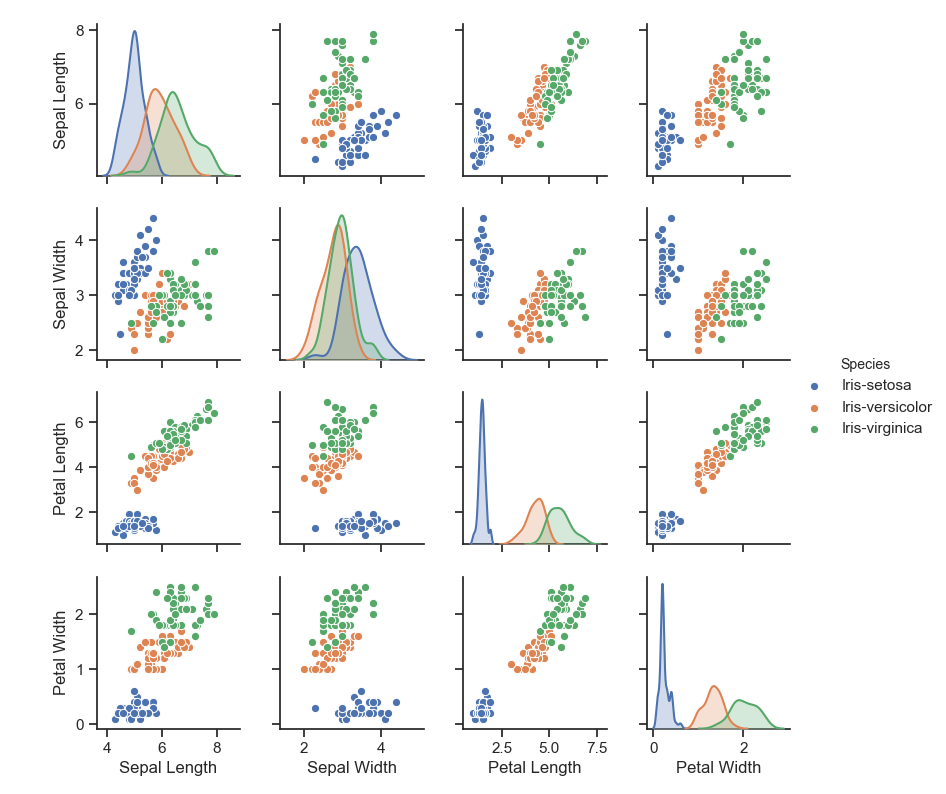 8
6
Sepal Length
4
3
2
Sepal Width
Species
Iris-setosa
Iris-versicolor
Iris-virginica
6
4
2
Petal Length
2
1
0
Petal Width
4 6 8
2 4
2.5 5.0 7.5
0 2
Sepal Length
Sepal Width
Petal Length
Petal Width